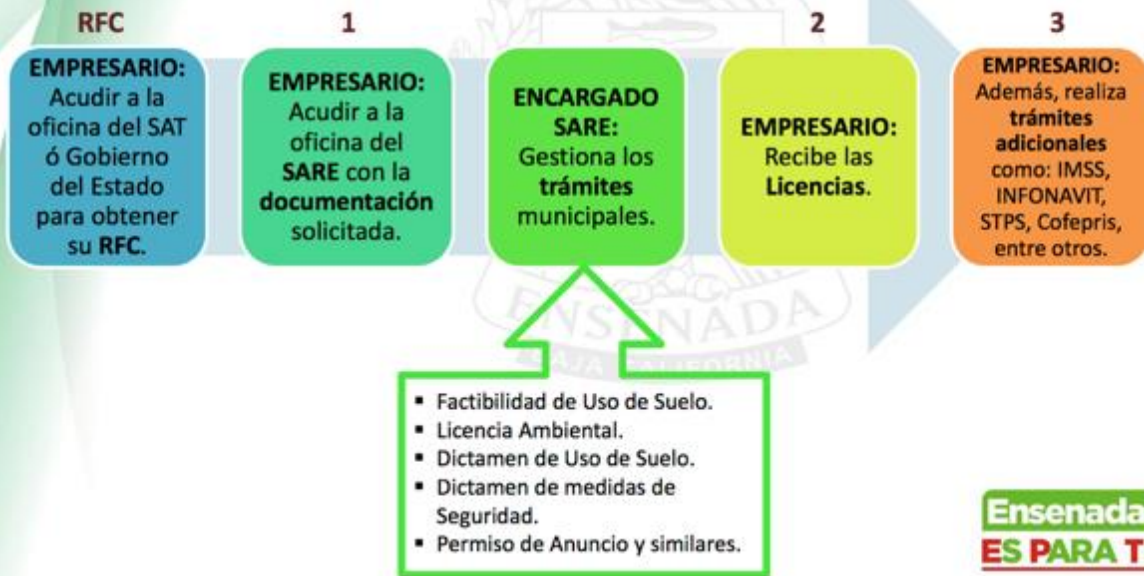 RFC
EMPRESARIO:
Acudir a la
oficina del SAT
ó Gobierno
del Estado
para obtener
su RFC.
1
EMPRESARIO:
Acudir a la
oficina del
SARE con la
documentación
solicitada.
ENCARGADO
SARE:
Gestiona los
trámites
municipales.
2
EMPRESARIO:
Recibe las
Licencias.
3
EMPRESARIO:
Además, realiza
trámites
adicionales
como: IMSS,
INFONAVIT,
STPS, Cofepris,
entre otros.
ENSENADA
BAJA CALIFORNIA
▪ Factibilidad de Uso de Suelo.
▪ Licencia Ambiental.
▪ Dictamen de Uso de Suelo.
▪ Dictamen de medidas de
Seguridad.
▪ Permiso de Anuncio y similares.
Ensenada
ES PARA T